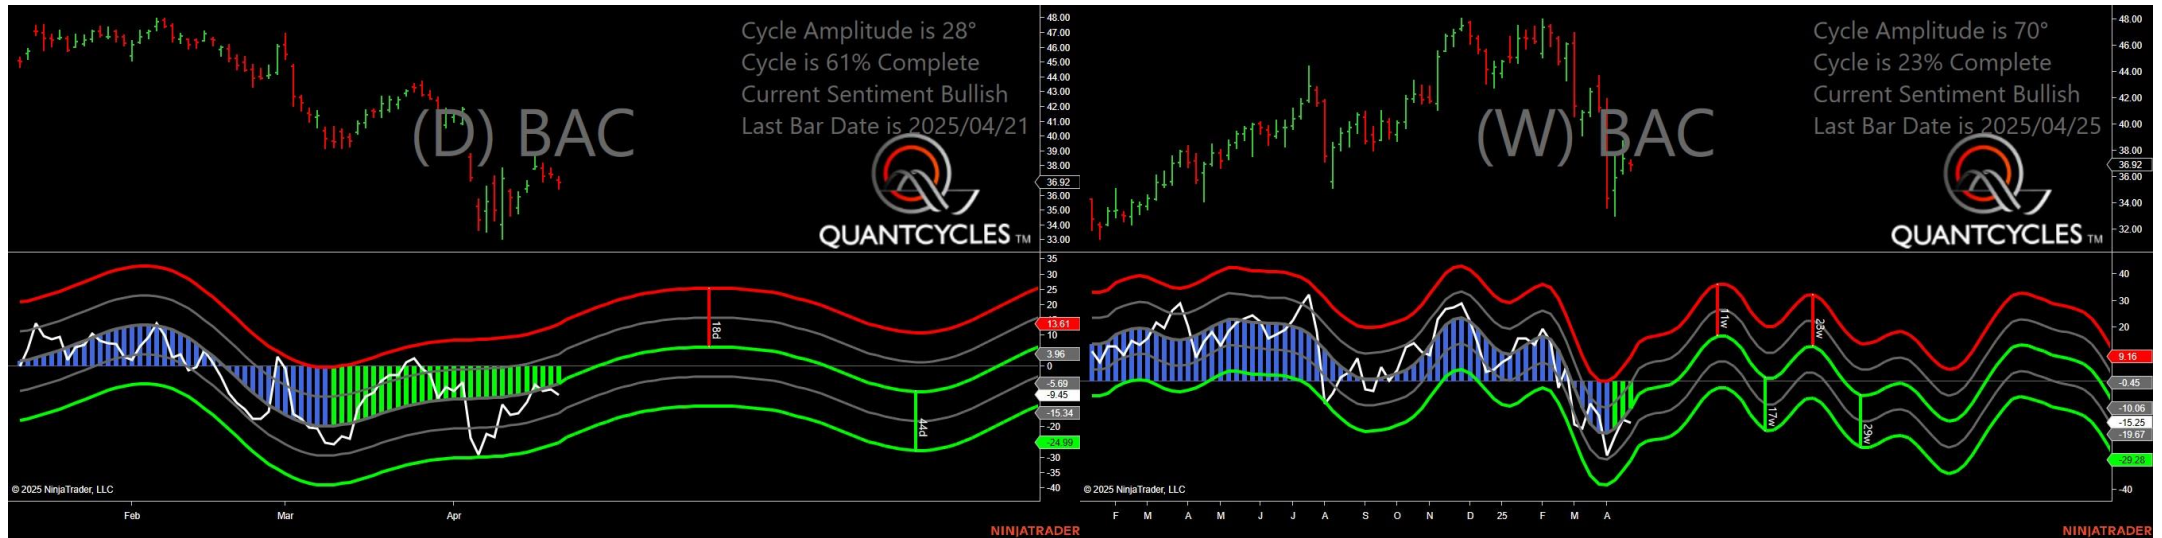 Cycle Amplitude is 28°
Cycle is 61% Complete
Current Sentiment Bullish
Last Bar Date is 2025/04/21
(D) BAC
QUANTCYCLES TM
48.00
47.00
46.00
45.00
44.00
43.00
42.00
41.00
40.00
39.00
38.00
36.92
36.00
35.00
34.00
33.00
35
30
25
20
15
13.61
10
3.96
0
-5.69
-9.45
-15.34
-20
-24.99
-30
-35
-40
18d
44d
© 2025 NinjaTrader, LLC
Feb
Mar
Apr
NINJATRADER
Cycle Amplitude is 70°
Cycle is 23% Complete
Current Sentiment Bullish
Last Bar Date is 2025/04/25
(W) BAC
QUANTCYCLES TM
48.00
46.00
44.00
42.00
40.00
38.00
36.92
36.00
34.00
32.00
40
30
20
9.16
-0.45
-10.06
-15.25
-19.67
-29.28
-40
11w
17w
23w
29w
© 2025 NinjaTrader, LLC
F M A M J J A S O N D 25 F M A
NINJATRADER